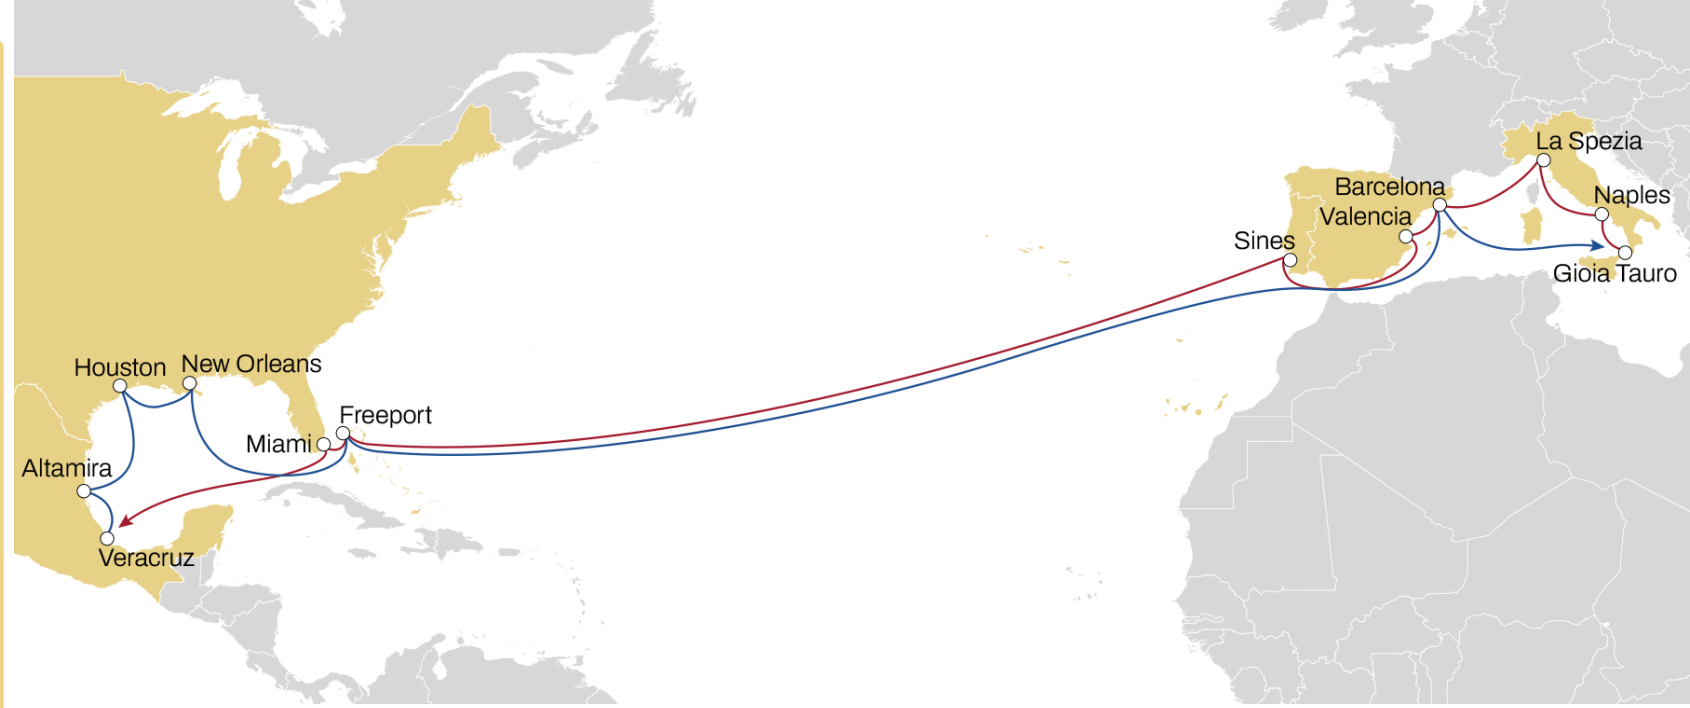 La Spezia
Barcelona
Naples
Valencia
Sines
Gioia Tauro
Houston
New Orleans
Freeport
Miami
Altamira
Veracruz